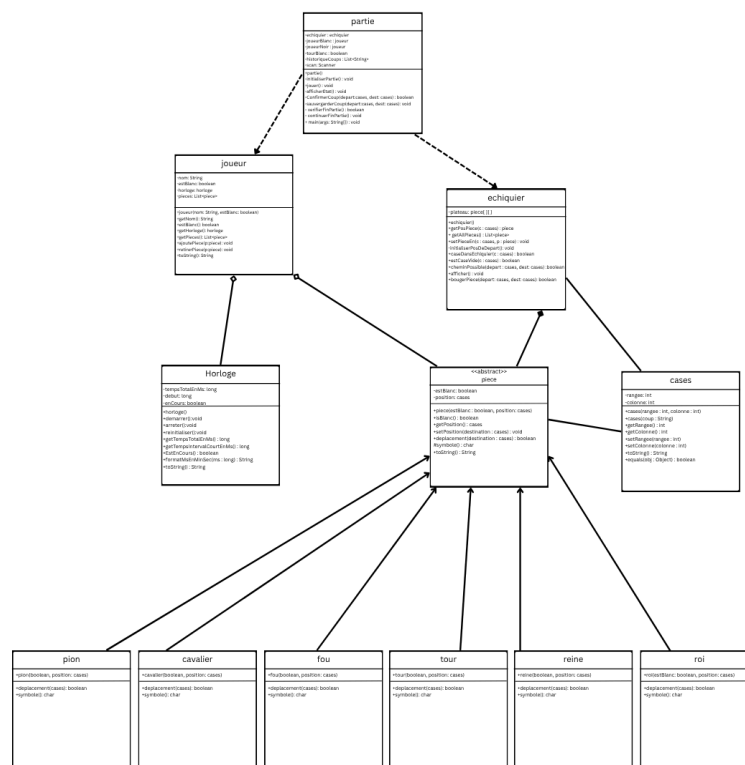 partie
-echiquier : echiquier
-joueurBlanc : joueur
-joueurNoir : joueur
-tourBlanc : boolean
-historiqueCoups : List<String>
-scan: Scanner
+partie()
-initialiserPartie() : void
-jouer() : void
-afficherEtat() : void
-ConfirmerCoup(depart:cases, dest: cases) : boolean
-sauvegarderCoup(depart:cases, dest: cases) : void
- verifierFinPartie() : boolean
- continuerFinPartie() : void
+ main(args: String[]) : void
joueur
-nom: String
-estBlanc: boolean
-horloge: horloge
-pieces: List<piece>
+joueur(nom: String, estBlanc: boolean)
+getNom(): String
+estBlanc(): boolean
+getHorloge(): horloge
+getPieces(): List<piece>
+ajouterPiece(p:piece): void
+retirerPiece(p:piece): void
+toString(): String
echiquier
-plateau: piece[ ][ ]
+echiquier()
+getPosPiece(c : cases) : piece
+ getAllPieces() : List<piece>
+setPieceEn(c : cases, p : piece) : void
-InitialiserPosDeDepart() : void
+caseDansEchiquier(c : cases) : boolean
+estCaseVide(c : cases) : boolean
+cheminPossible(depart : cases, dest: cases) : boolean
+afficher() : void
+bougerPiece(depart: cases, dest: cases): boolean
Horloge
-tempsTotalEnMs: long
-debut: long
-enCours: boolean
+horloge()
+demarrer():void
+arreter():void
+reinitialiser():void
+getTempsTotalEnMs() : long
+getTempsIntervalCourtEnMs() : long
+EstEnCours() : boolean
+formatMsEnMinSec(ms : long) : String
+toString() : String
<<abstract>>
piece
-estBlanc: boolean
-position: cases
+piece(estBlanc : boolean, position: cases)
+isBlanc() : boolean
+getPosition() : cases
+setPosition(destination : cases) : void
+deplacement(destination : cases) : boolean
#symbole() : char
+toString() : String
cases
-rangee: int
-colonne: int
+cases(rangee : int, colonne : int)
+cases(coup : String)
+getRangee() : int
+getColonne() : int
+setRangee(rangee : int)
+setColonne(colonne : int)
+toString() : String
+equals(obj : Object) : boolean
pion
+pion(boolean, position: cases)
+deplacement(cases): boolean
+symbole(): char
cavalier
+cavalier(boolean, position: cases)
+deplacement(cases): boolean
+symbole(): char
fou
+fou(boolean, position: cases)
+deplacement(cases): boolean
+symbole(): char
tour
+tour(boolean, position: cases)
+deplacement(cases): boolean
+symbole(): char
reine
+reine(boolean, position: cases)
+deplacement(cases): boolean
+symbole(): char
roi
+roi(estBlanc: boolean, position: cases)
+deplacement(cases): boolean
+symbole(): char